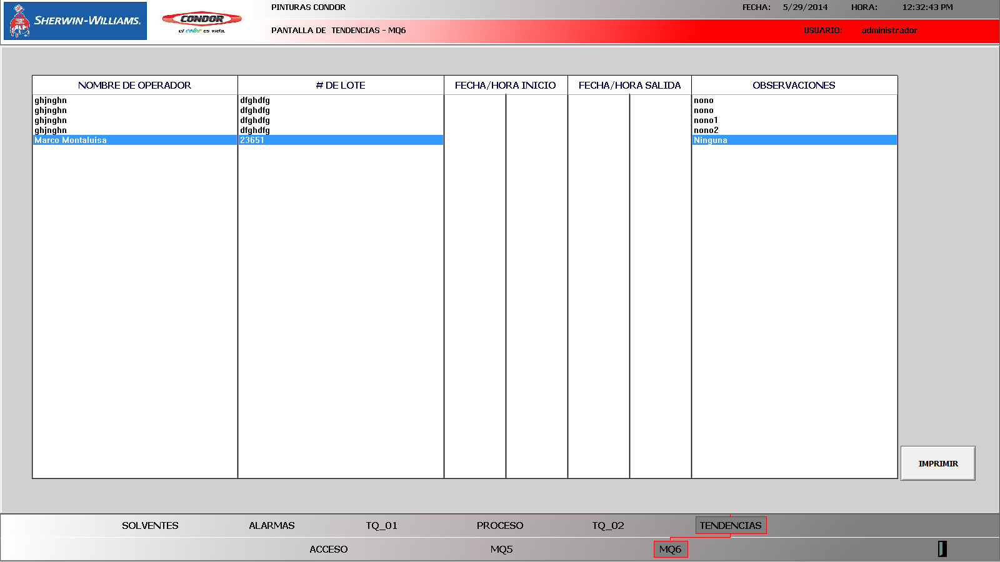 SHERWIN-WILLIAMS.
CONDOR
el color es vida.
PINTURAS CONDOR
FECHA: 5/29/2014 HORA: 12:32:43 PM
PANTALLA DE TENDENCIAS - MQ6
USUARIO: administrador
NOMBRE DE OPERADOR # DE LOTE FECHA/HORA INICIO FECHA/HORA SALIDA OBSERVACIONES
ghjnghn dfghdfg nono
ghjnghn dfghdfg nono
ghjnghn dfghdfg nono1
ghjnghn dfghdfg nono2
Marco Montaluisa 23651 Ninguna
IMPRIMIR
SOLVENTES ALARMAS TQ_01 PROCESO TQ_02 TENDENCIAS
ACCESO MQ5 MQ6